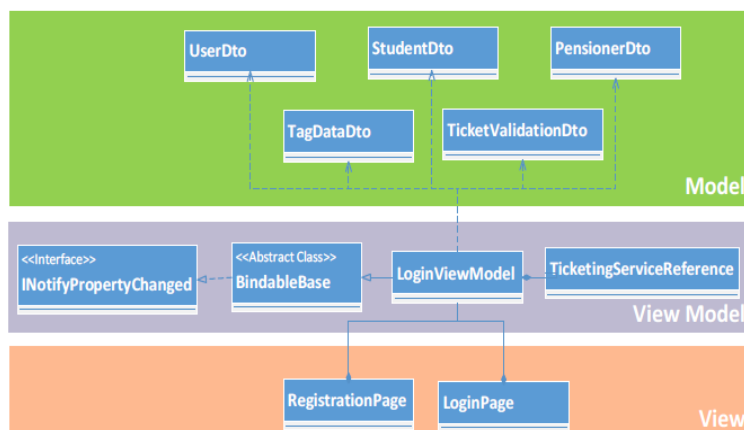 UserDto
StudentDto
PensionerDto
TagDataDto
TicketValidationDto
Model
<<Interface>>
INotifyPropertyChanged
<<Abstract Class>>
BindableBase
LoginViewModel
TicketingServiceReference
View Model
RegistrationPage
LoginPage
View